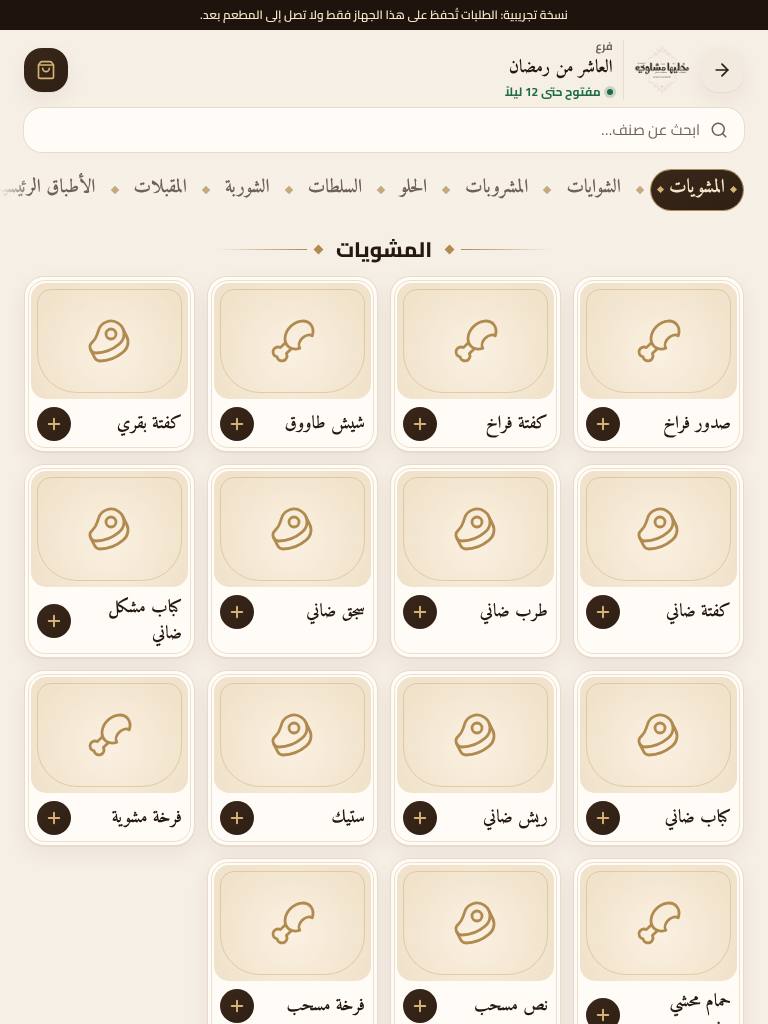 نسخة تجريبية: الطلبات تُحفظ على هذا الجهاز فقط ولا تصل إلى المطعم بعد.
فرع
العاشر من رمضان
مفتوح حتى 12 ليلاً
ابحث عن صنف...
المشويات
الشوايات
المشروبات
الحلو
السلطات
الشوربة
المقبلات
الأطباق
المشويات
صدور فراخ
كفتة فراخ
شيش طاووق
كفتة بقري
كفتة ضاني
طرب ضاني
سجق ضاني
كباب مشكل
ضاني
كباب ضاني
ريش ضاني
ستيك
فرخة مشوية
حمام محشي
نص مسحب
فرخة مسحب